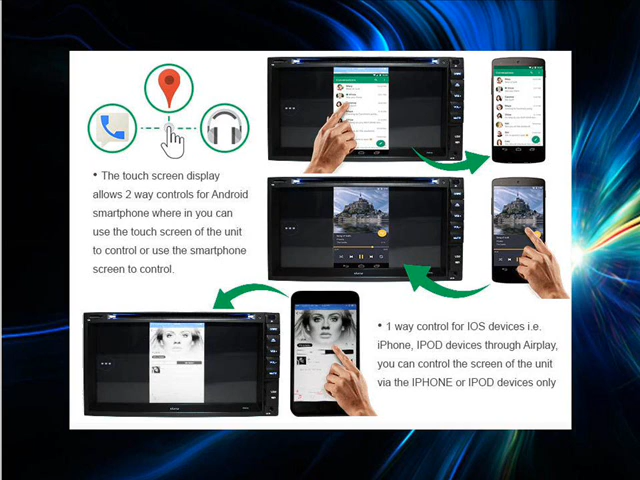 • The touch screen display
allows 2 way controls for Android
smartphone where in you can
use the touch screen of the unit
to control or use the smartphone
screen to control.
• 1 way control for IOS devices i.e.
iPhone, IPOD devices through Airplay,
you can control the screen of the unit
via the IPHONE or IPOD devices only